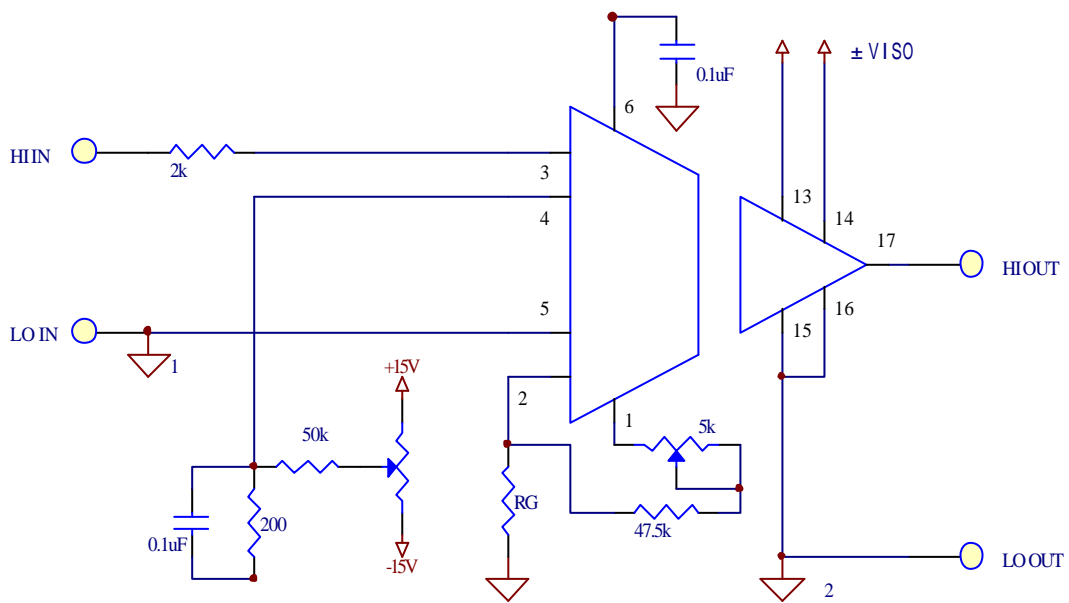 ± VISO
0.1uF
6
HI IN
2k
3
13
4
14
17
HI OUT
5
16
LO IN
15
1
+15V
2
1
5k
50k
RG
200
47.5k
0.1uF
-15V
LO OUT
2